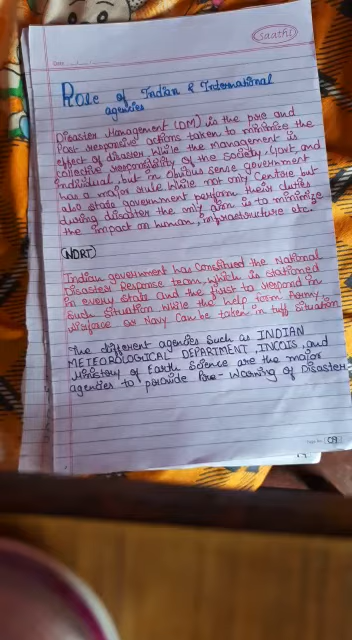 Saathi
Date
Role of Indian & International
agencies
Disaster Management (DM) is the pre and
Post responsive actions taken to minimize the
effect of disaster while the management is
collective responsibility of the society, Govt, and
individual, but in obvious sense government
has a major rule while not only Centre but
also state government perform their duties
during disaster the only aim is to minimize
the impact on human, infrastructure etc.
NDRT
Indian government has Constituted the National
Disaster Response team, which is stationed
in every state and the first to respond in
Such Situation, while the help form Army,
or Navy Can be taken in tuff Situation
The different agencies Such as INDIAN
METEOROLOGICAL DEPARTMENT, INCOIS, and
Ministry of Earth Science are the major
agencies to provide Pre-Warning of Disaster
09